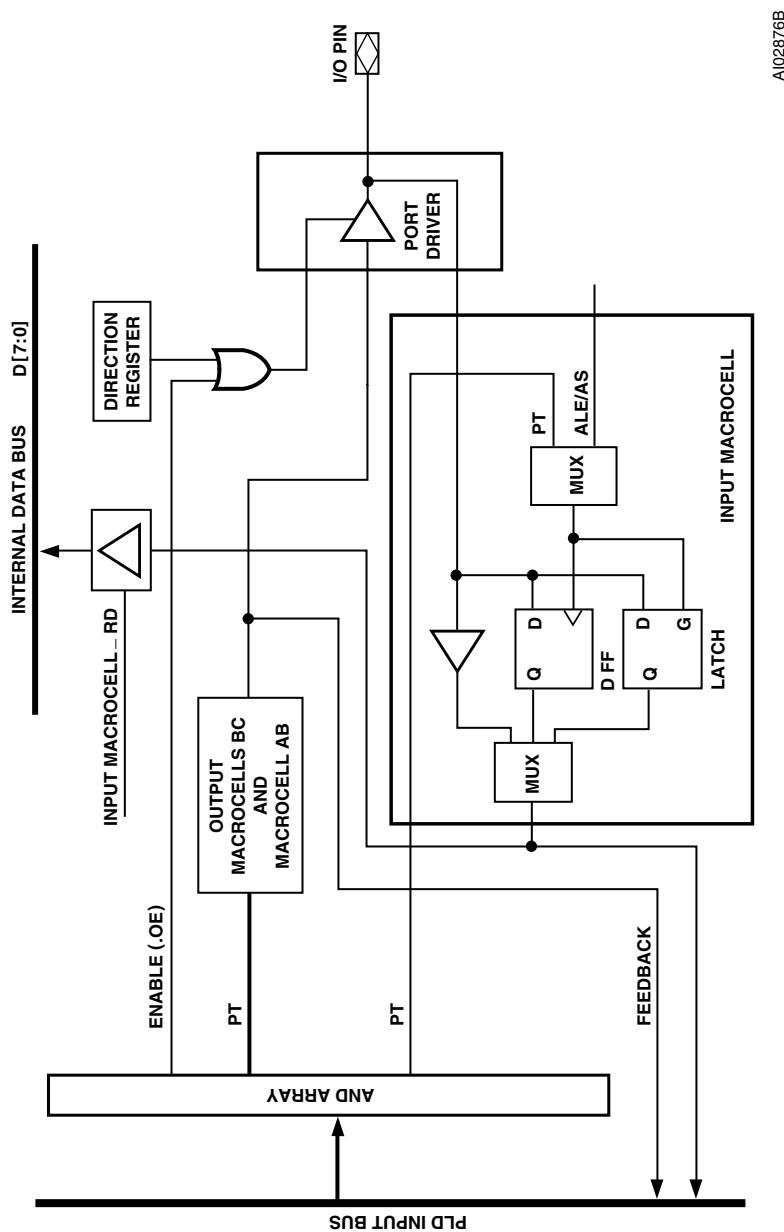 INTERNAL DATA BUS D[7:0]
INPUT MACROCELL_RD
DIRECTION
REGISTER
I/O PIN
ENABLE (.OE)
OUTPUT
MACROCELLS BC
AND
MACROCELL AB
PT
PORT
DRIVER
PT
AND ARRAY
PLD INPUT BUS
FEEDBACK
PT
ALE/AS
MUX
INPUT MACROCELL
MUX
Q
D
D FF
Q
D
G
LATCH
AI02876B